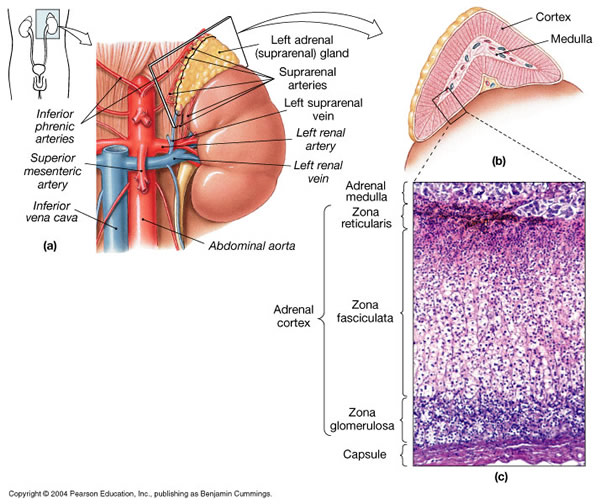 Left adrenal
(suprarenal) gland
Suprarenal
arteries
Left suprarenal
vein
Left renal
artery
Left renal
vein
Inferior
phrenic
arteries
Superior
mesenteric
artery
Inferior
vena cava
(a)
Abdominal aorta
Cortex
Medulla
(b)
Adrenal
medulla
Zona
reticularis
Adrenal
cortex
Zona
fasciculata
Zona
glomerulosa
Capsule
(c)
Copyright © 2004 Pearson Education, Inc., publishing as Benjamin Cummings.